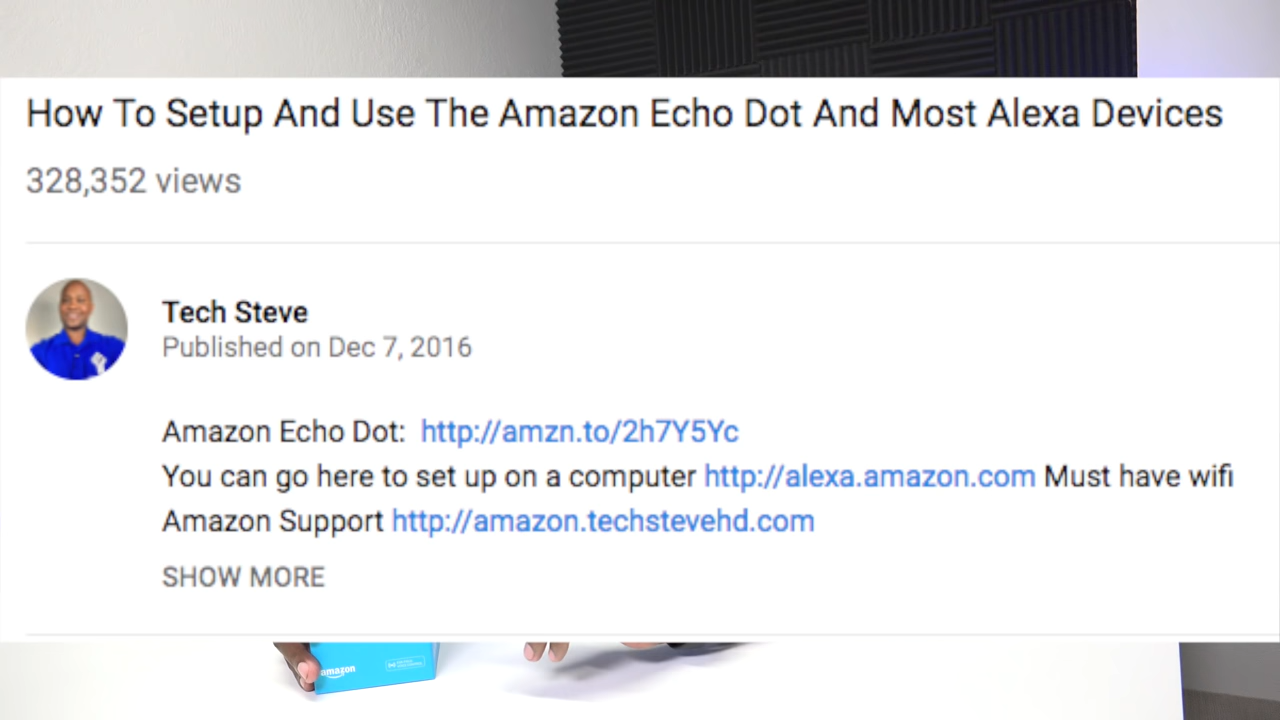 How To Setup And Use The Amazon Echo Dot And Most Alexa Devices
328,352 views
Tech Steve
Published on Dec 7, 2016
Amazon Echo Dot: http://amzn.to/2h7Y5Yc
You can go here to set up on a computer http://alexa.amazon.com Must have wifi
Amazon Support http://amazon.techstevehd.com
SHOW MORE
amazon